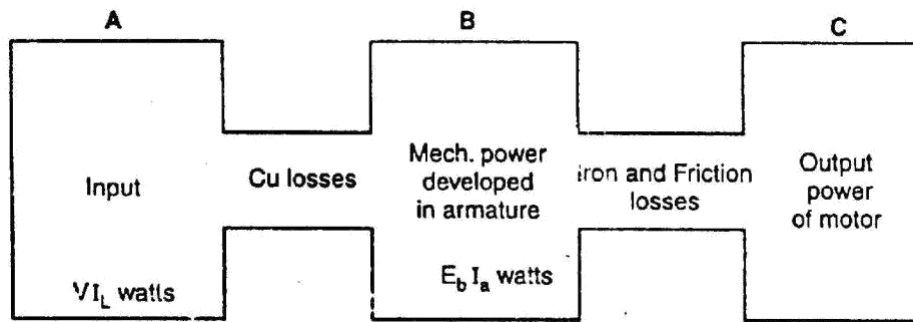 A
B
C
Input
Cu losses
Mech. power
developed
in armature
Iron and Friction
losses
Output
power
of motor
VI_L watts
E_b I_a watts